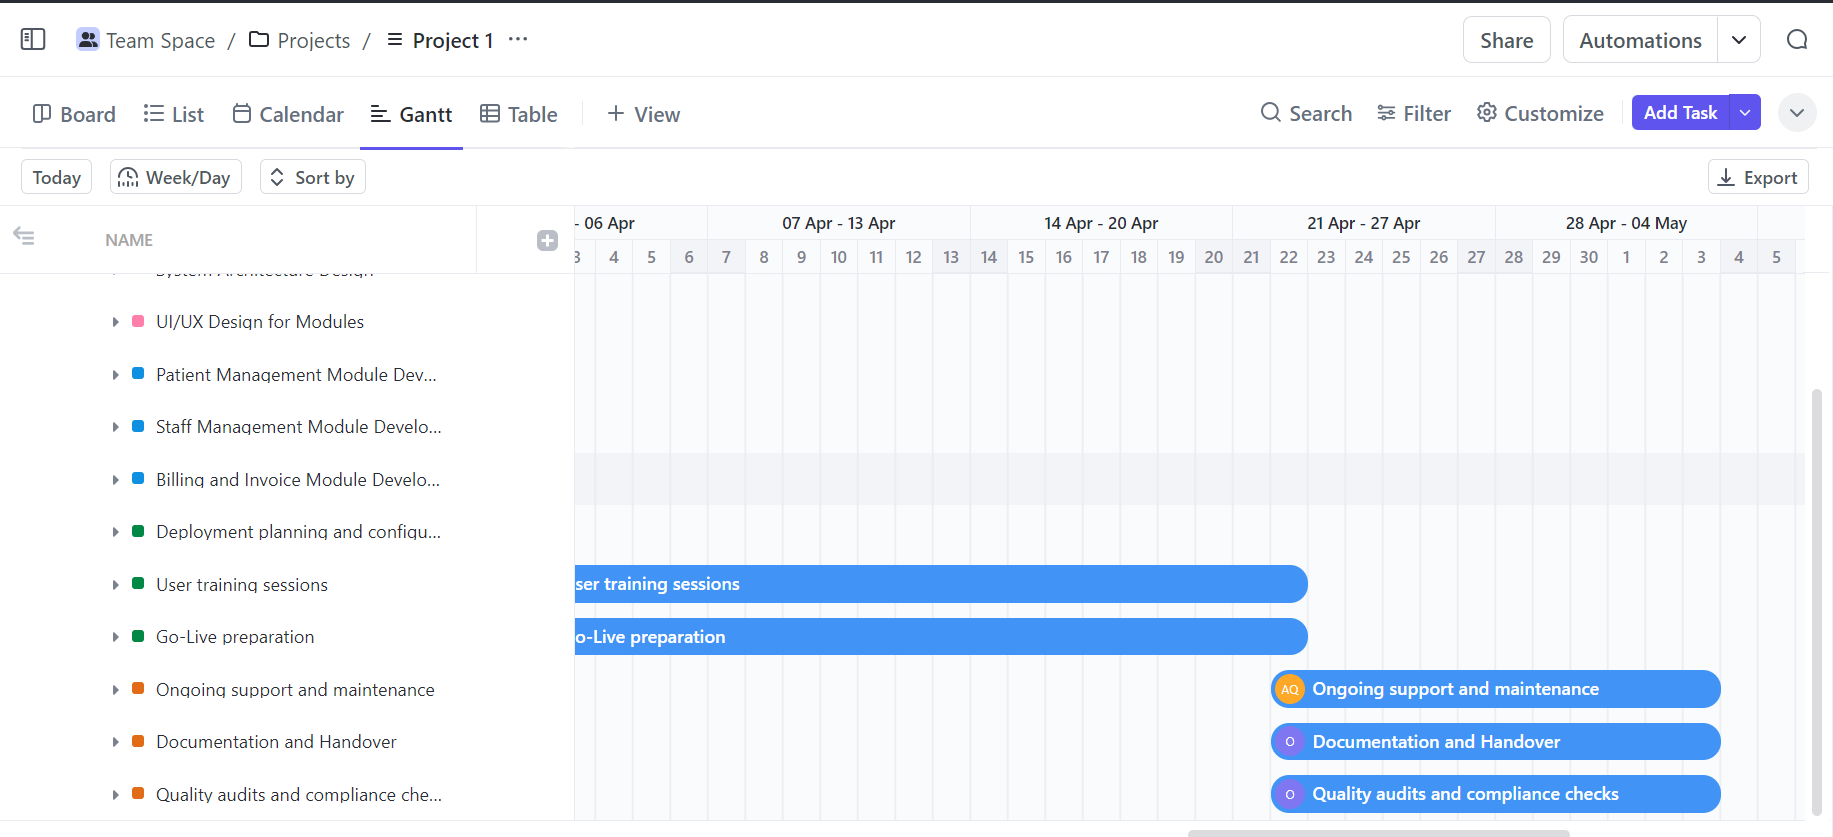 Team Space / Projects / Project 1 ···
Share Automations
Board List Calendar Gantt Table + View
Search Filter Customize Add Task
Today Week/Day Sort by Export
NAME
- 06 Apr 07 Apr - 13 Apr 14 Apr - 20 Apr 21 Apr - 27 Apr 28 Apr - 04 May
3 4 5 6 7 8 9 10 11 12 13 14 15 16 17 18 19 20 21 22 23 24 25 26 27 28 29 30 1 2 3 4 5
System Architecture Design
UI/UX Design for Modules
Patient Management Module Dev...
Staff Management Module Develo...
Billing and Invoice Module Develo...
Deployment planning and configu...
User training sessions ser training sessions
Go-Live preparation o-Live preparation
Ongoing support and maintenance AQ Ongoing support and maintenance
Documentation and Handover O Documentation and Handover
Quality audits and compliance che... O Quality audits and compliance checks